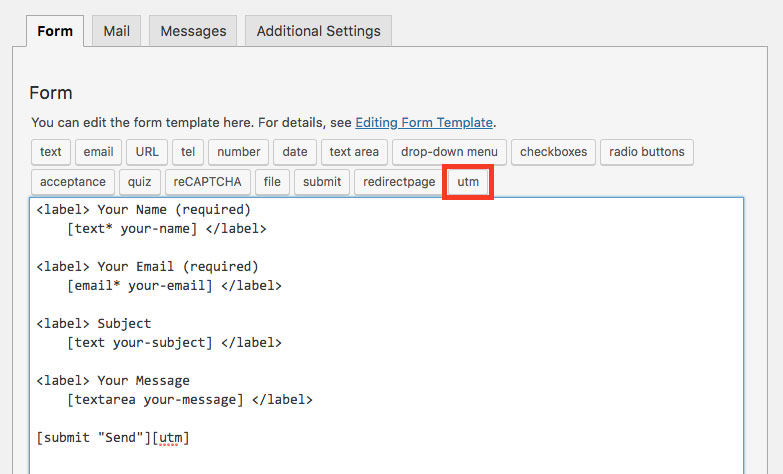 Form Mail Messages Additional Settings
Form
You can edit the form template here. For details, see Editing Form Template.
text email URL tel number date text area drop-down menu checkboxes radio buttons
acceptance quiz reCAPTCHA file submit redirectpage utm
<label> Your Name (required)
    [text* your-name] </label>
<label> Your Email (required)
    [email* your-email] </label>
<label> Subject
    [text your-subject] </label>
<label> Your Message
    [textarea your-message] </label>
[submit "Send"][utm]